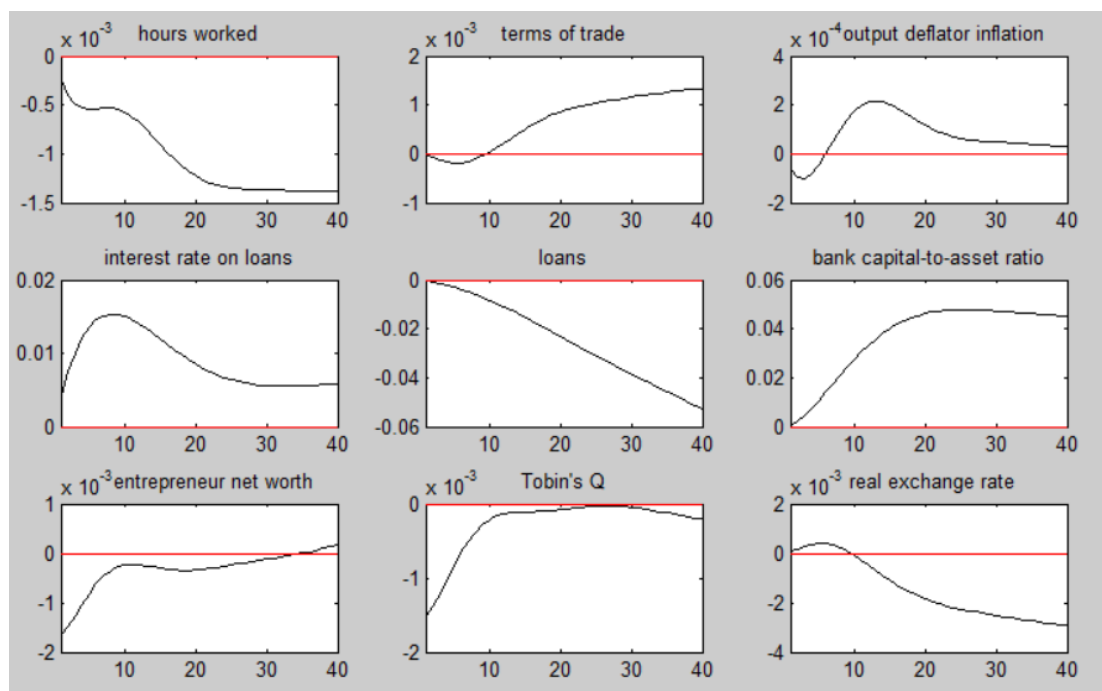 x 10^-3 hours worked
0
-0.5
-1
-1.5
10 20 30 40
x 10^-3 terms of trade
2
1
0
-1
10 20 30 40
x 10^-4 output deflator inflation
4
2
0
-2
10 20 30 40
interest rate on loans
0.02
0.01
0
10 20 30 40
loans
0
-0.02
-0.04
-0.06
10 20 30 40
bank capital-to-asset ratio
0.06
0.04
0.02
0
10 20 30 40
x 10^-3 entrepreneur net worth
1
0
-1
-2
10 20 30 40
x 10^-3 Tobin's Q
0
-1
-2
10 20 30 40
x 10^-3 real exchange rate
2
0
-2
-4
10 20 30 40